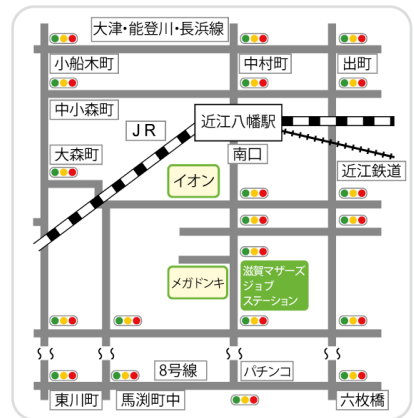 大津・能登川・長浜線
小船木町
中村町
出町
中小森町
近江八幡駅
JR
大森町
南口
近江鉄道
イオン
メガドンキ
滋賀マザーズ
ジョブ
ステーション
8号線
パチンコ
東川町
馬渕町中
六枚橋